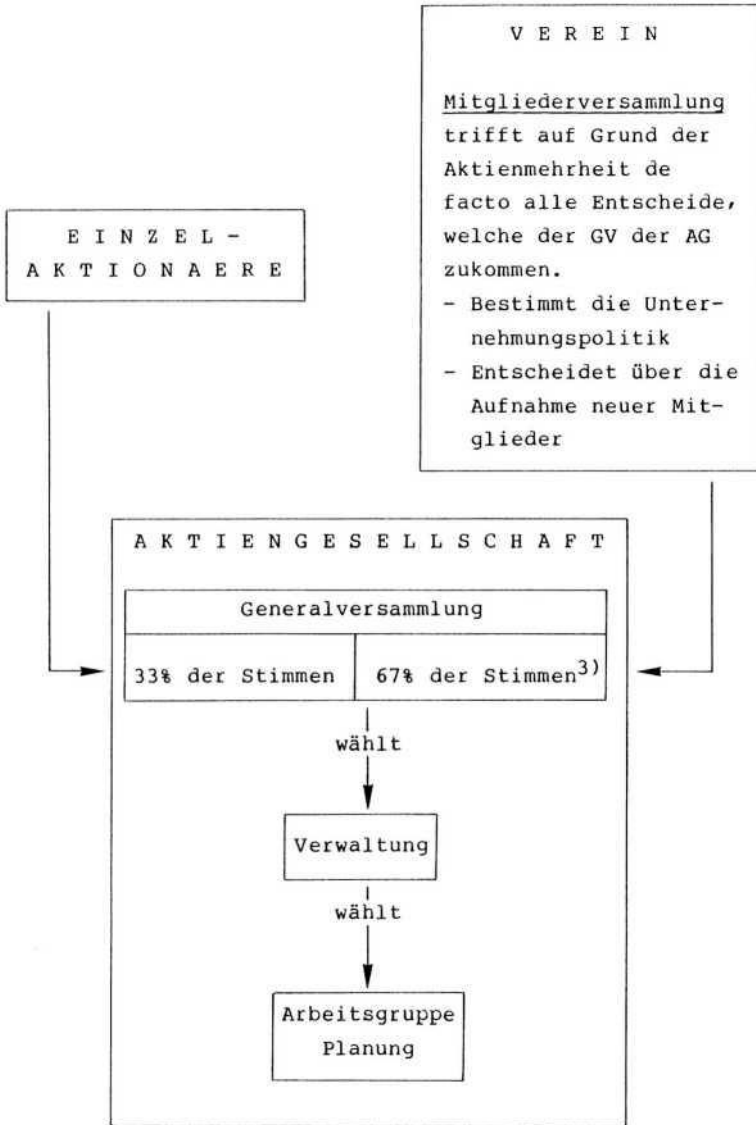 V E R E I N
Mitgliederversammlung
trifft auf Grund der
Aktienmehrheit de
facto alle Entscheide,
welche der GV der AG
zukommen.
- Bestimmt die Unter-
nehmungspolitik
- Entscheidet über die
Aufnahme neuer Mit-
glieder
E I N Z E L -
A K T I O N A E R E
A K T I E N G E S E L L S C H A F T
Generalversammlung
33% der Stimmen
67% der Stimmen3)
wählt
Verwaltung
wählt
Arbeitsgruppe
Planung